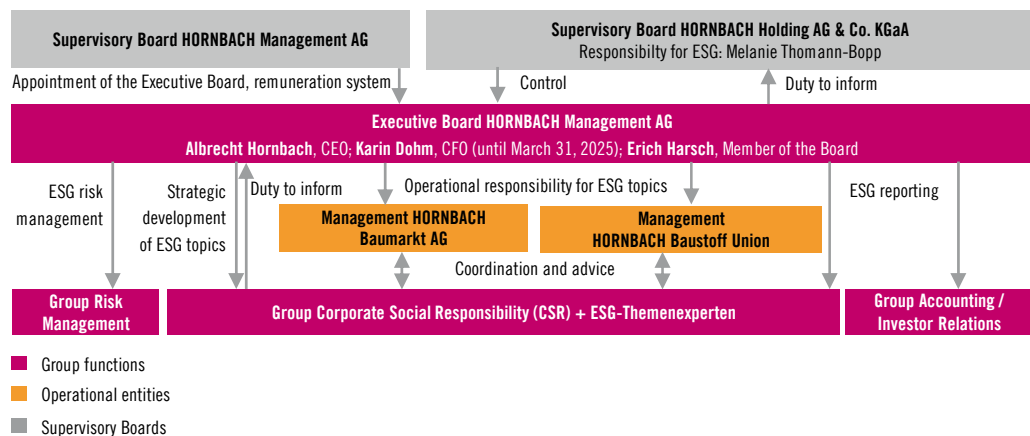 Supervisory Board HORNBACH Management AG
Supervisory Board HORNBACH Holding AG & Co. KGaA
Responsibilty for ESG: Melanie Thomann-Bopp
Appointment of the Executive Board, remuneration system
Control
Duty to inform
Executive Board HORNBACH Management AG
Albrecht Hornbach, CEO; Karin Dohm, CFO (until March 31, 2025); Erich Harsch, Member of the Board
ESG risk
management
Strategic
development
of ESG topics
Duty to inform
Operational responsibility for ESG topics
ESG reporting
Management HORNBACH
Baumarkt AG
Management
HORNBACH Baustoff Union
Coordination and advice
Group Risk
Management
Group Corporate Social Responsibility (CSR) + ESG-Themenexperten
Group Accounting /
Investor Relations
Group functions
Operational entities
Supervisory Boards